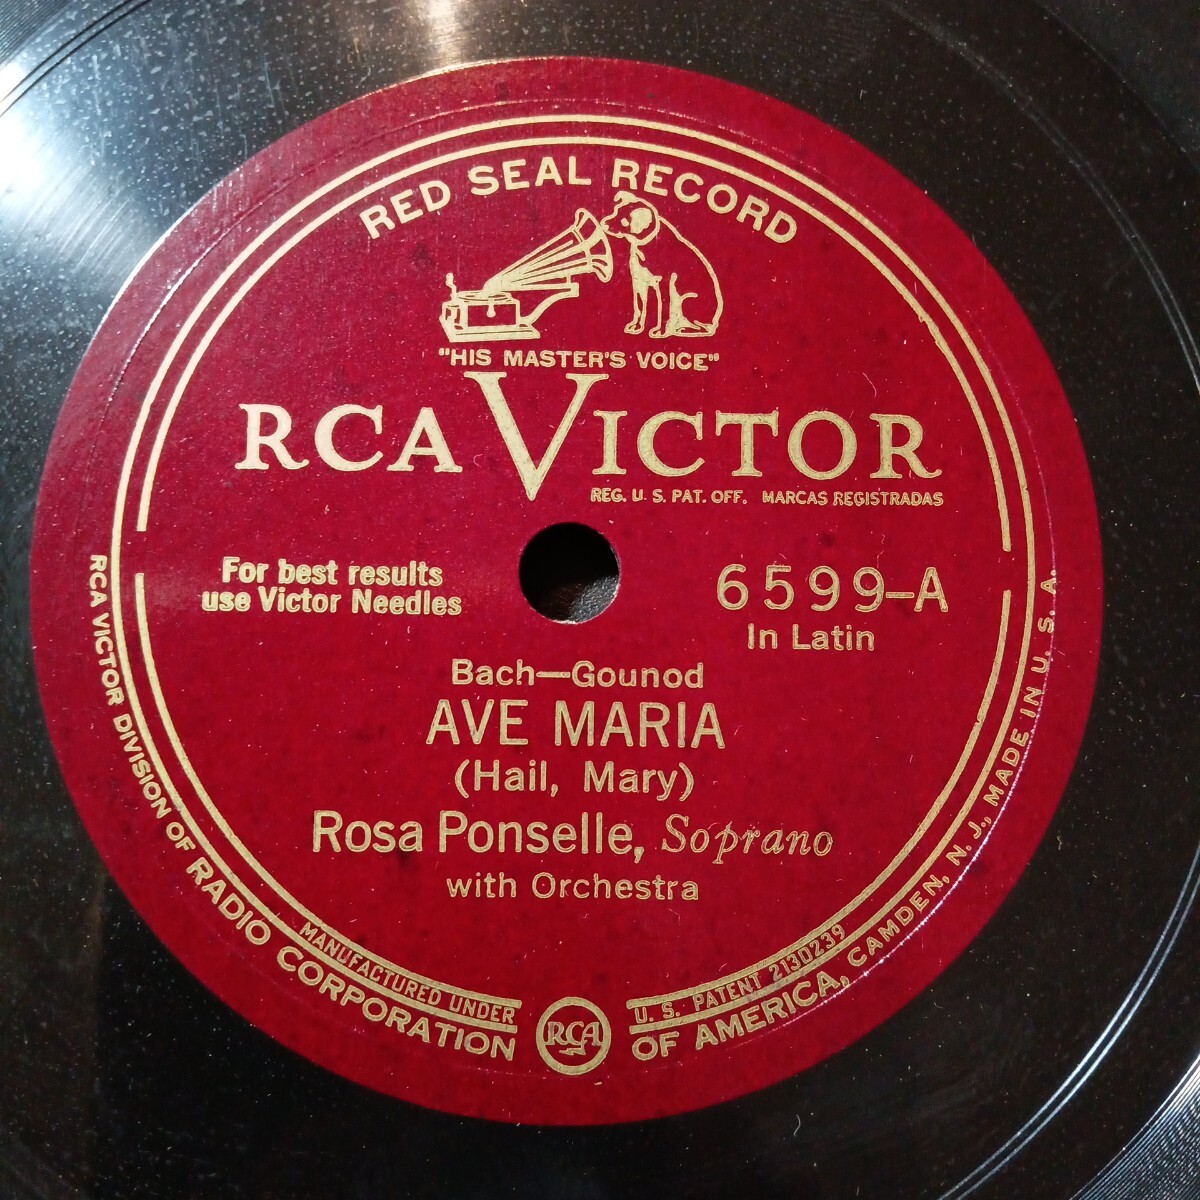 RED SEAL RECORD
"HIS MASTER'S VOICE"
RCA VICTOR
REG. U. S. PAT. OFF. MARCAS REGISTRADAS
For best results
use Victor Needles
6599-A
In Latin
Bach—Gounod
AVE MARIA
(Hail, Mary)
Rosa Ponselle, Soprano
with Orchestra
MANUFACTURED UNDER U. S. PATENT 2130239
RCA VICTOR DIVISION OF RADIO CORPORATION OF AMERICA, CAMDEN, N. J., MADE IN U. S. A.
RCA